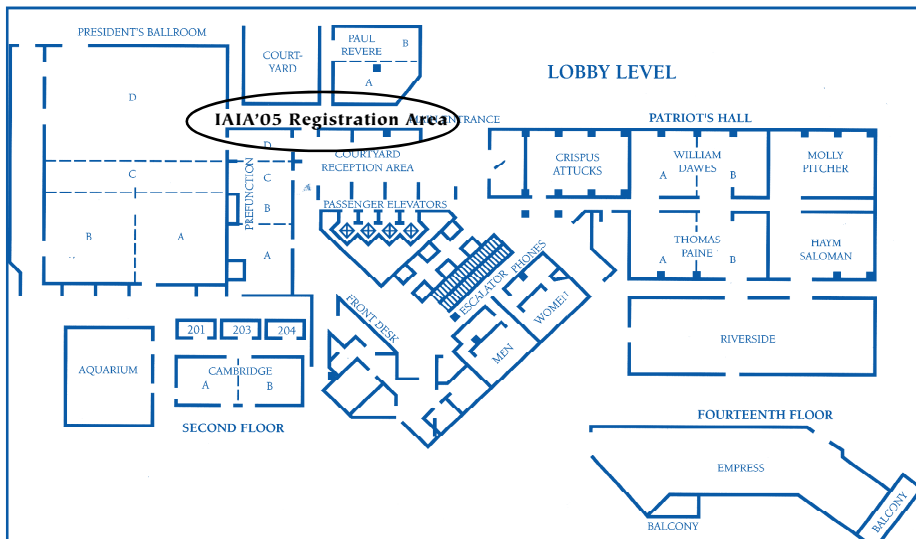 PRESIDENT'S BALLROOM
COURT-
YARD
PAUL
REVERE
B
A
LOBBY LEVEL
D
IAIA'05 Registration Area
MAIN ENTRANCE
PATRIOT'S HALL
D
C
B
A
PREFUNCTION
COURTYARD
RECEPTION AREA
A
CRISPUS
ATTUCKS
WILLIAM
DAWES
A
B
MOLLY
PITCHER
C
B
A
PASSENGER ELEVATORS
THOMAS
PAINE
A
B
HAYM
SALOMAN
ESCALATOR
PHONES
WOMEN
MEN
FRONT DESK
201
203
204
AQUARIUM
CAMBRIDGE
A
B
SECOND FLOOR
RIVERSIDE
FOURTEENTH FLOOR
EMPRESS
BALCONY
BALCONY